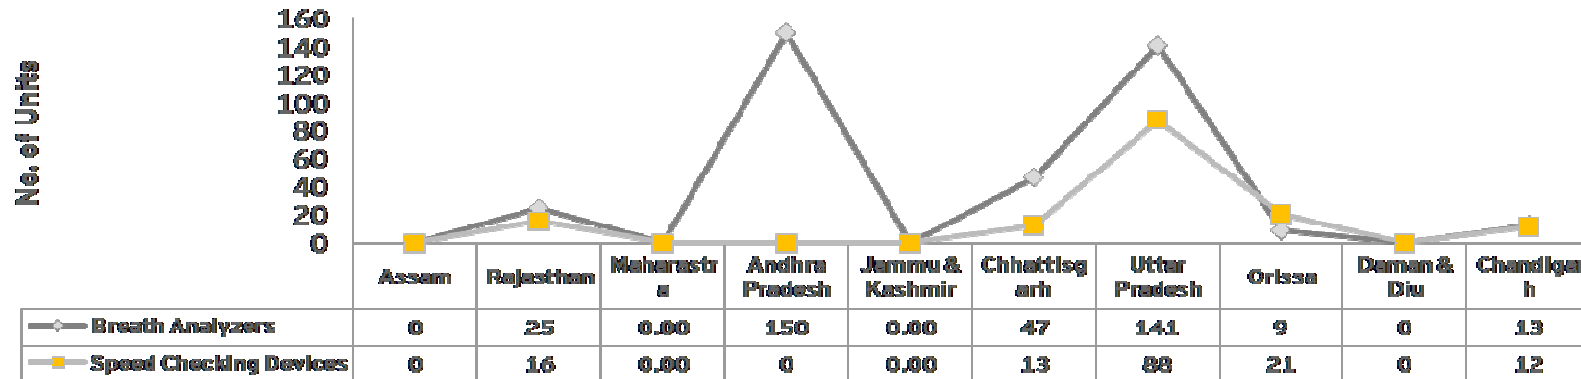 No. of Units
160
140
120
100
80
60
40
20
0
Assam Rajasthan Maharastr Andhra Jammu & Chhattisg Uttar Orissa Daman & Chandigar
a Pradesh Kashmir arh Pradesh Diu h
Breath Analyzers 0 25 0.00 150 0.00 47 141 9 0 13
Speed Checking Devices 0 16 0.00 0 0.00 13 88 21 0 12